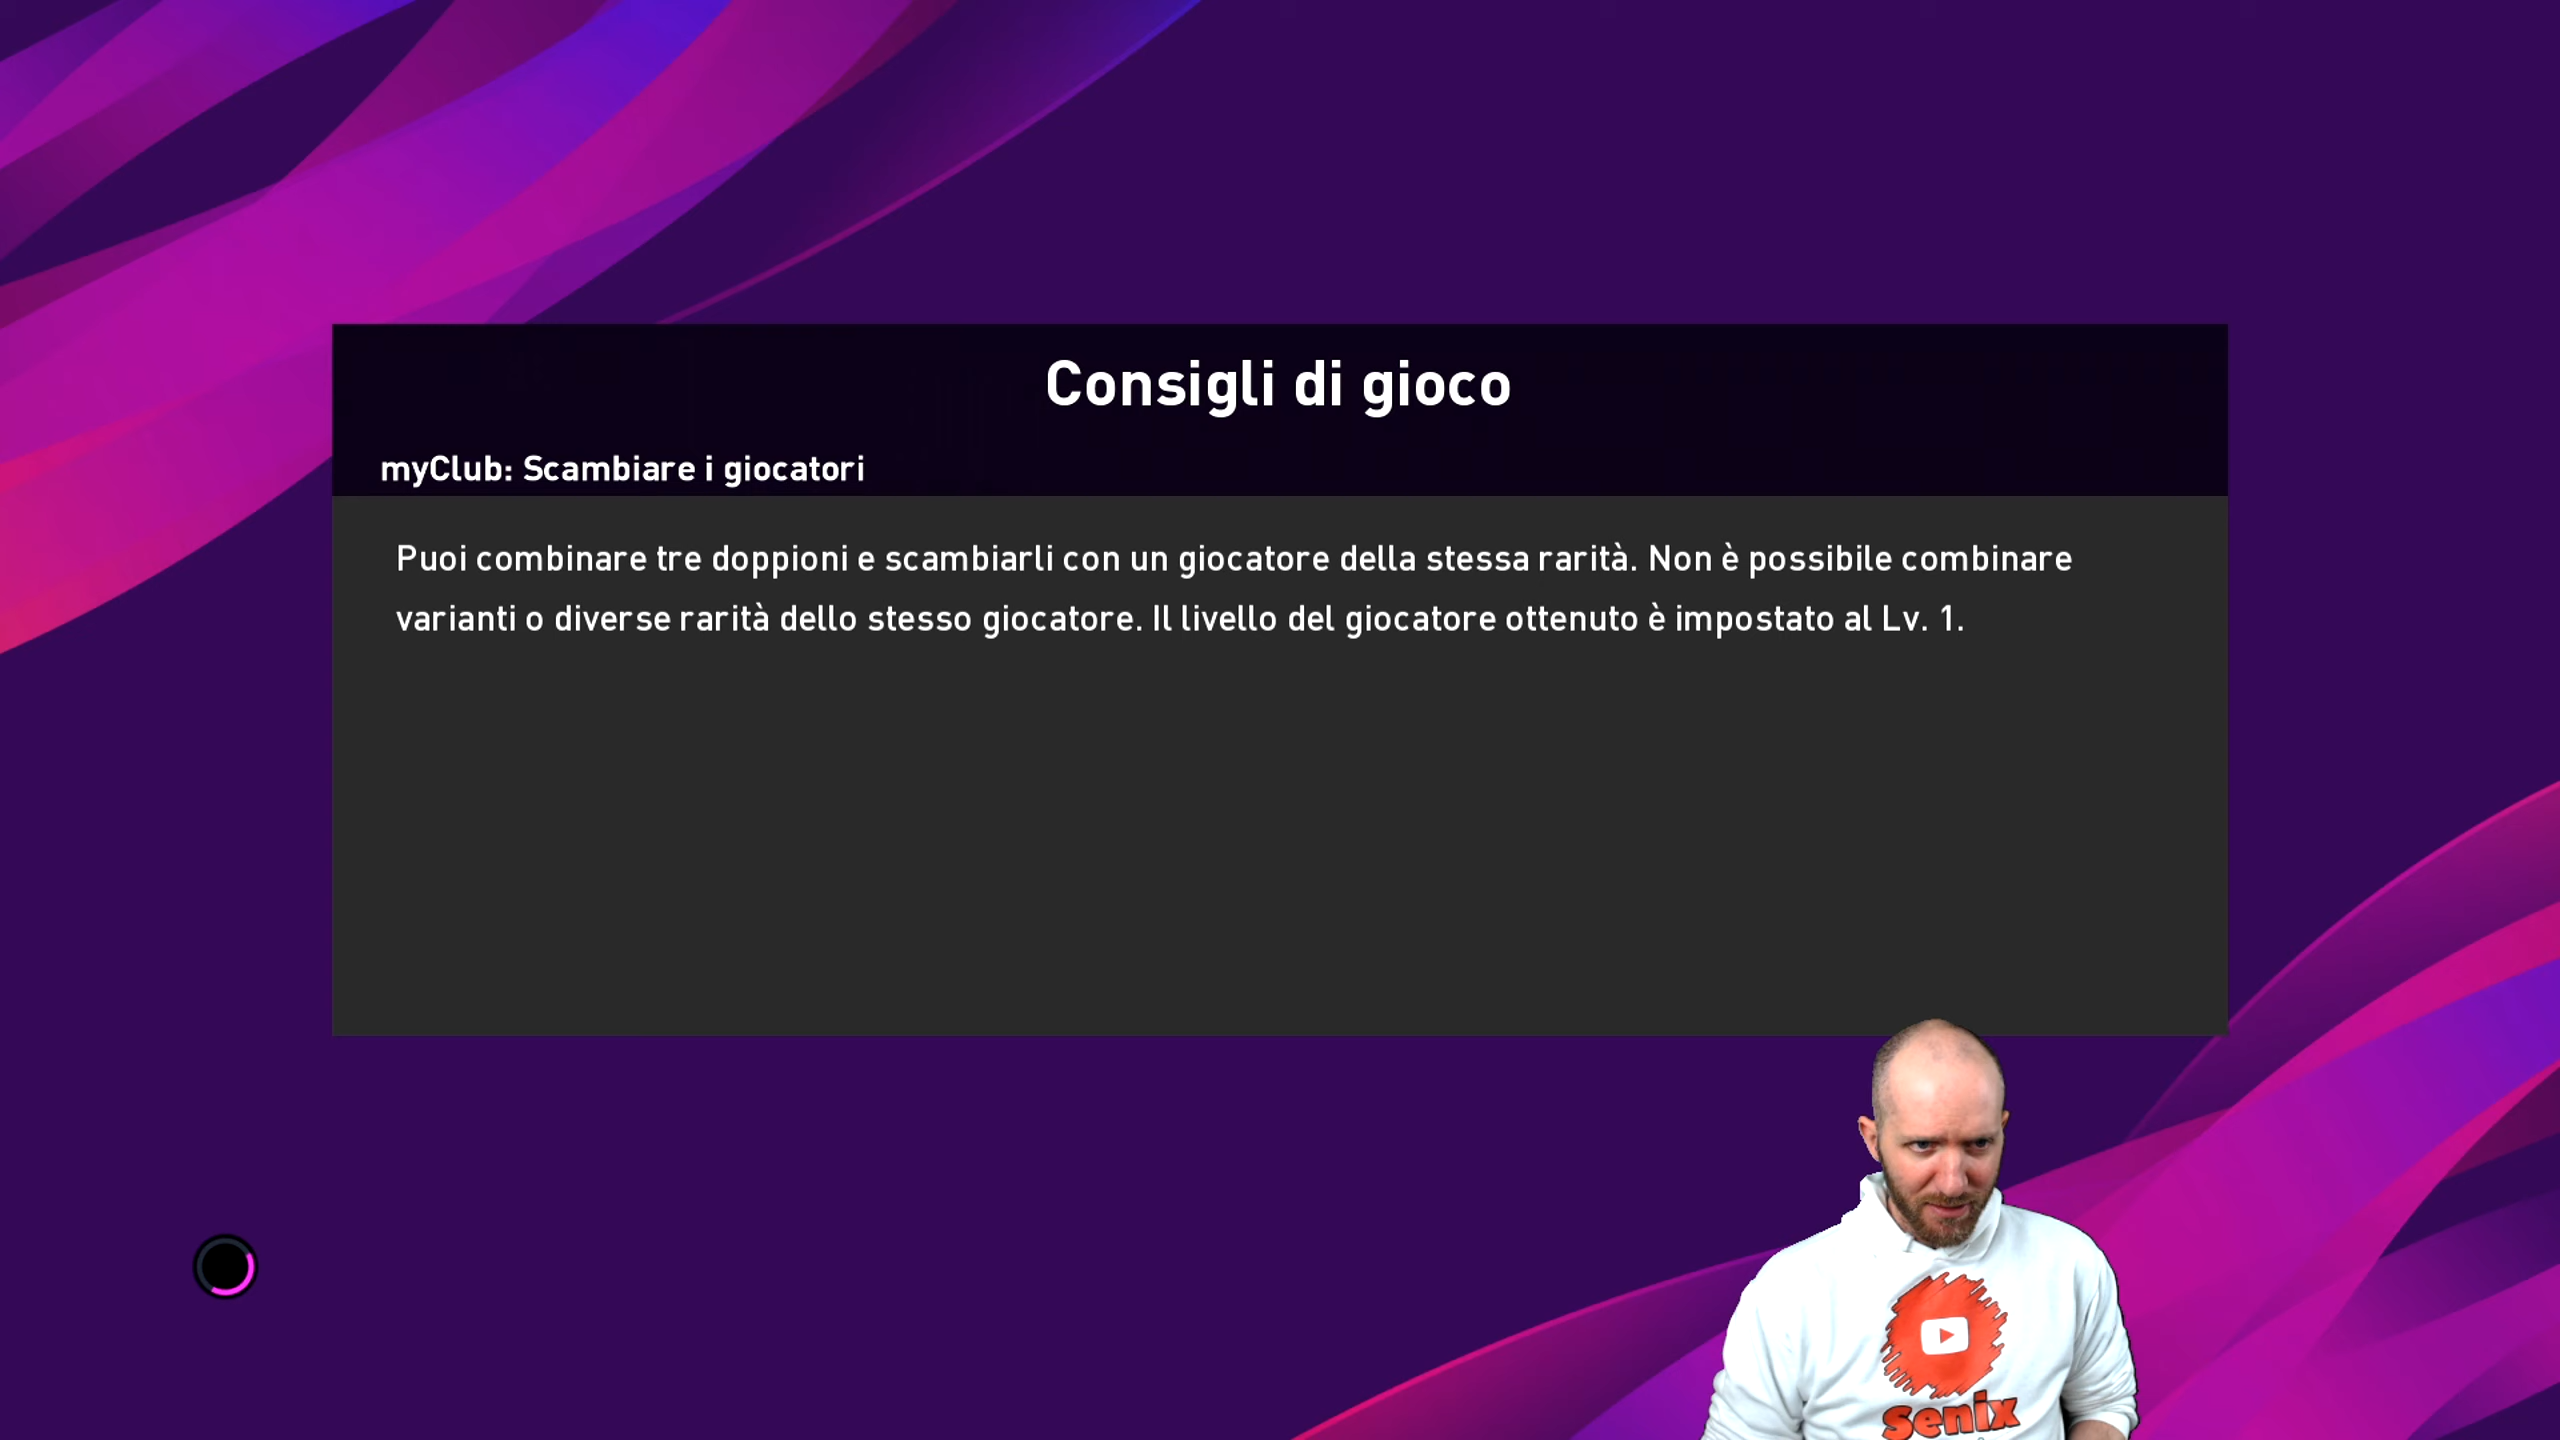 Consigli di gioco
myClub: Scambiare i giocatori
Puoi combinare tre doppioni e scambiarli con un giocatore della stessa rarità. Non è possibile combinare
varianti o diverse rarità dello stesso giocatore. Il livello del giocatore ottenuto è impostato al Lv. 1.
Senix